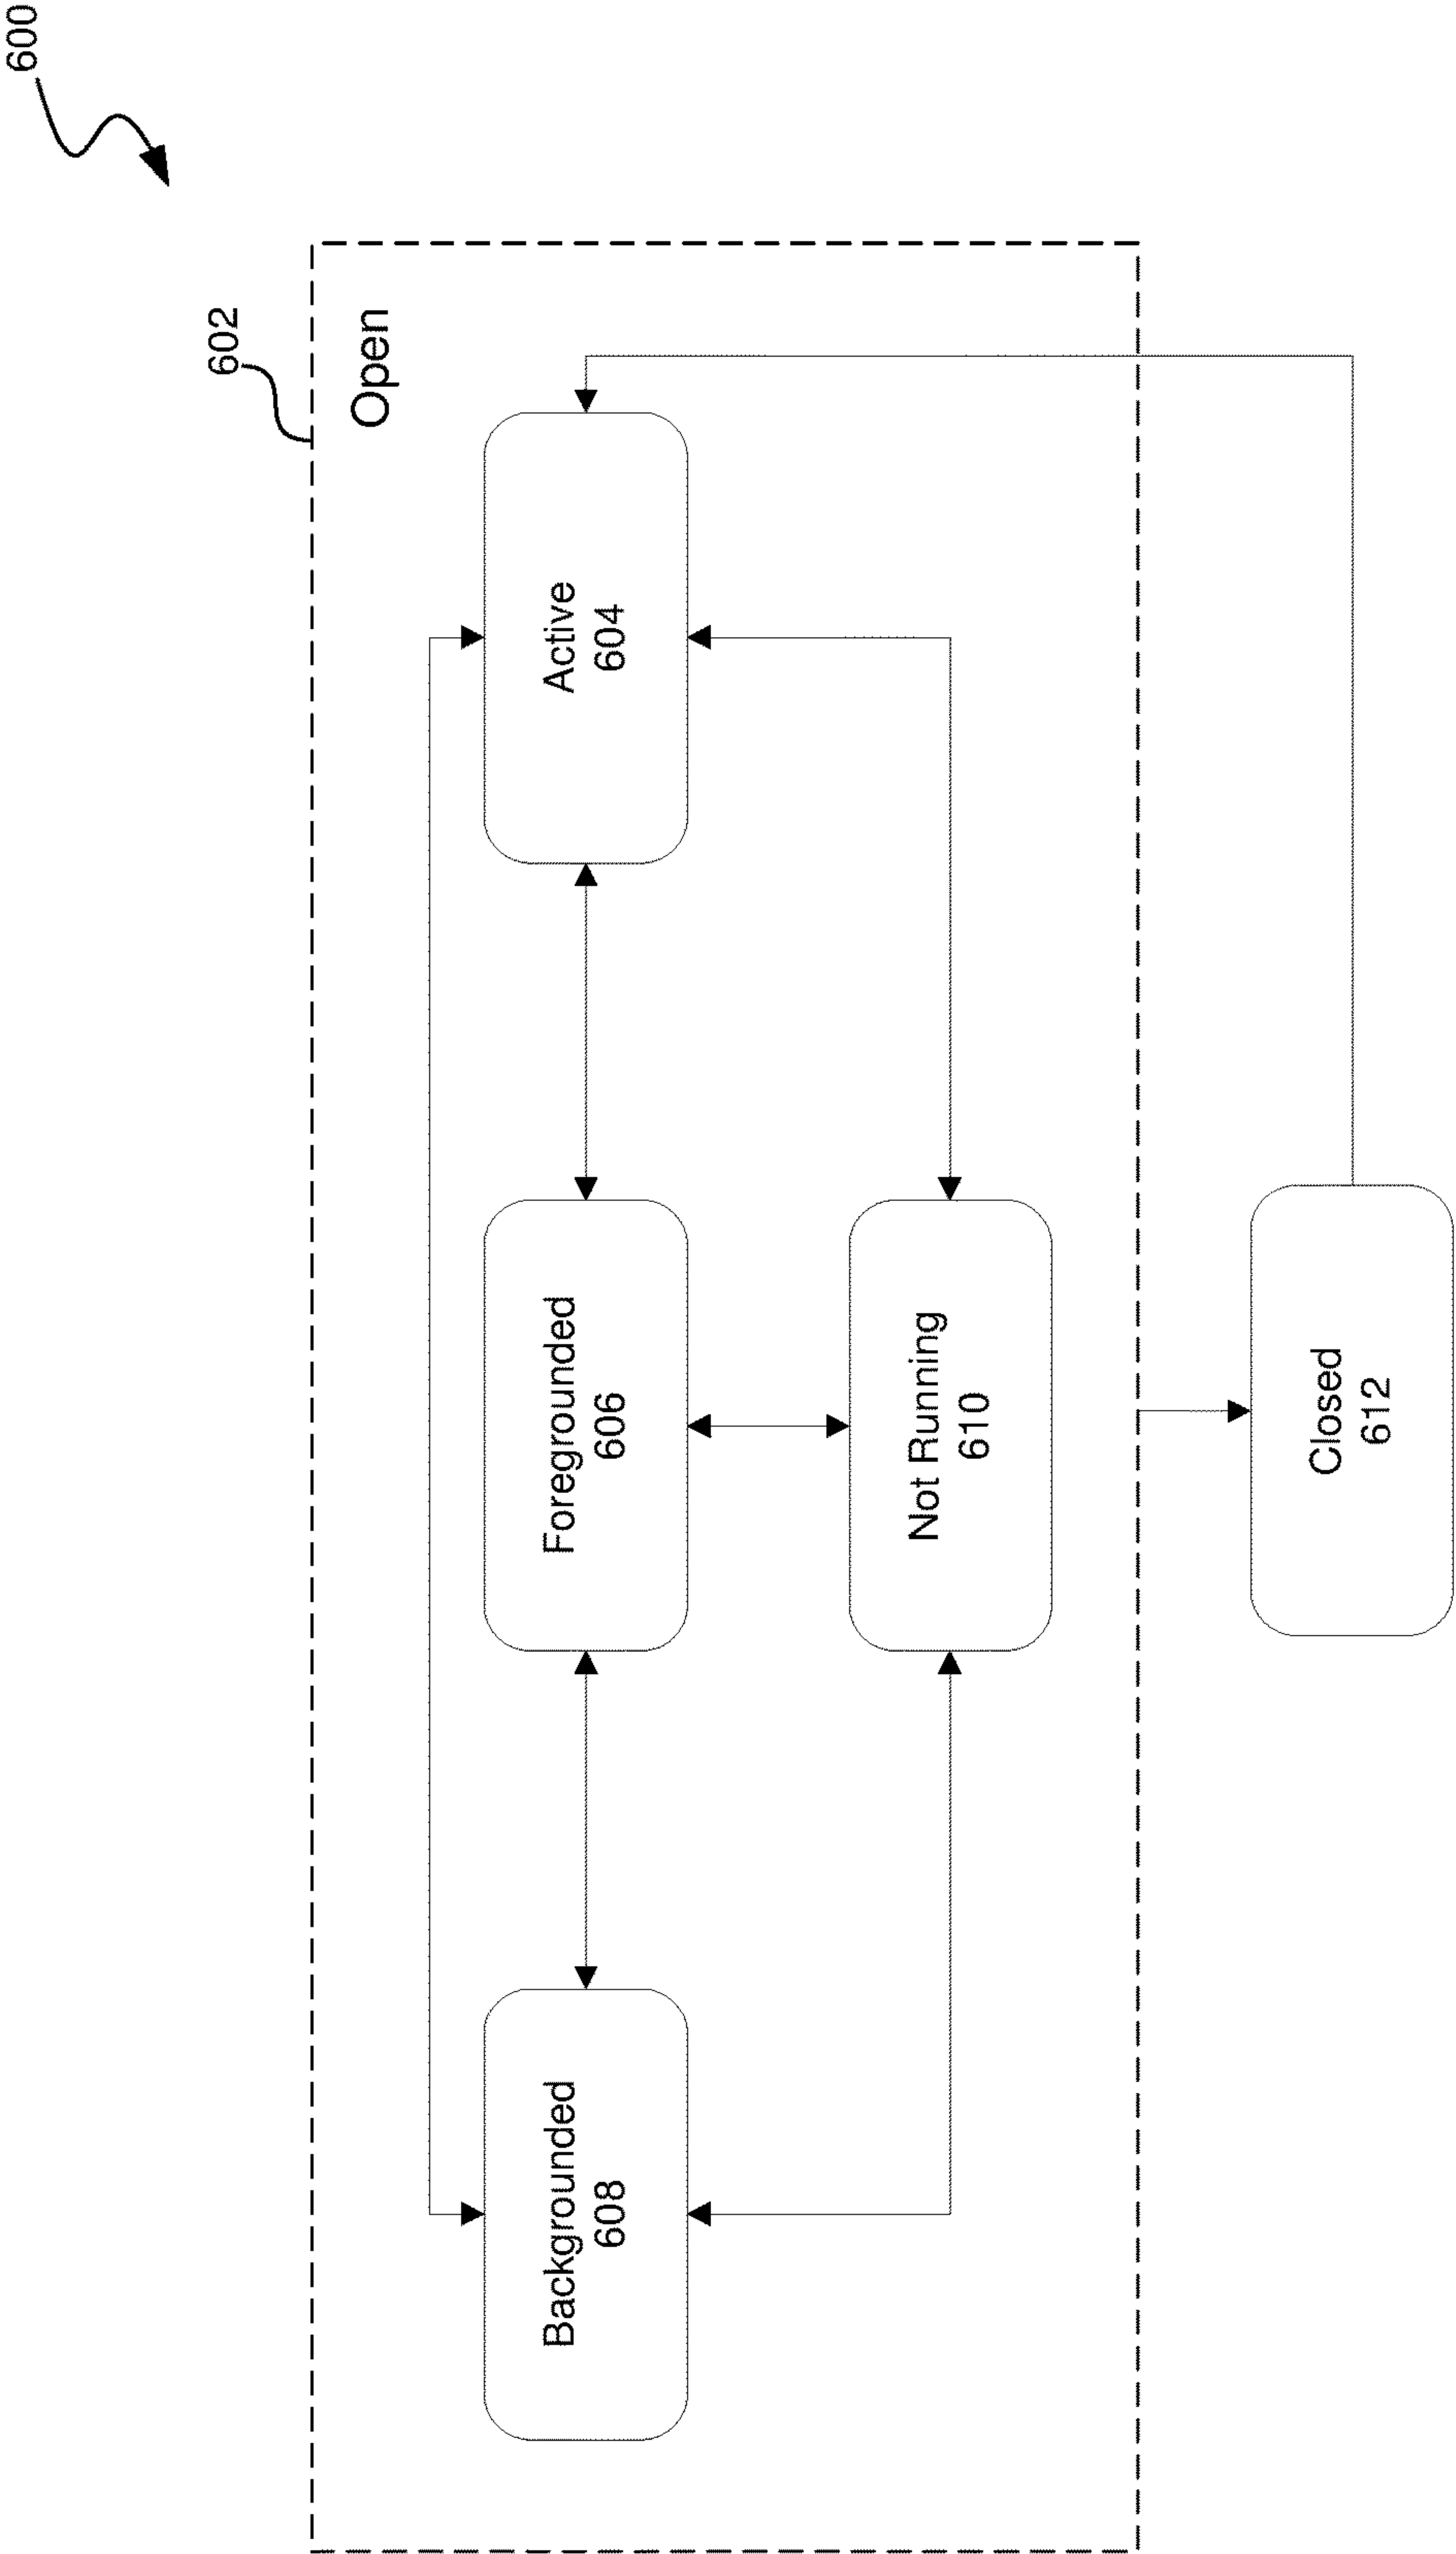 600
602
Open
Backgrounded
608
Foregrounded
606
Active
604
Not Running
610
Closed
612